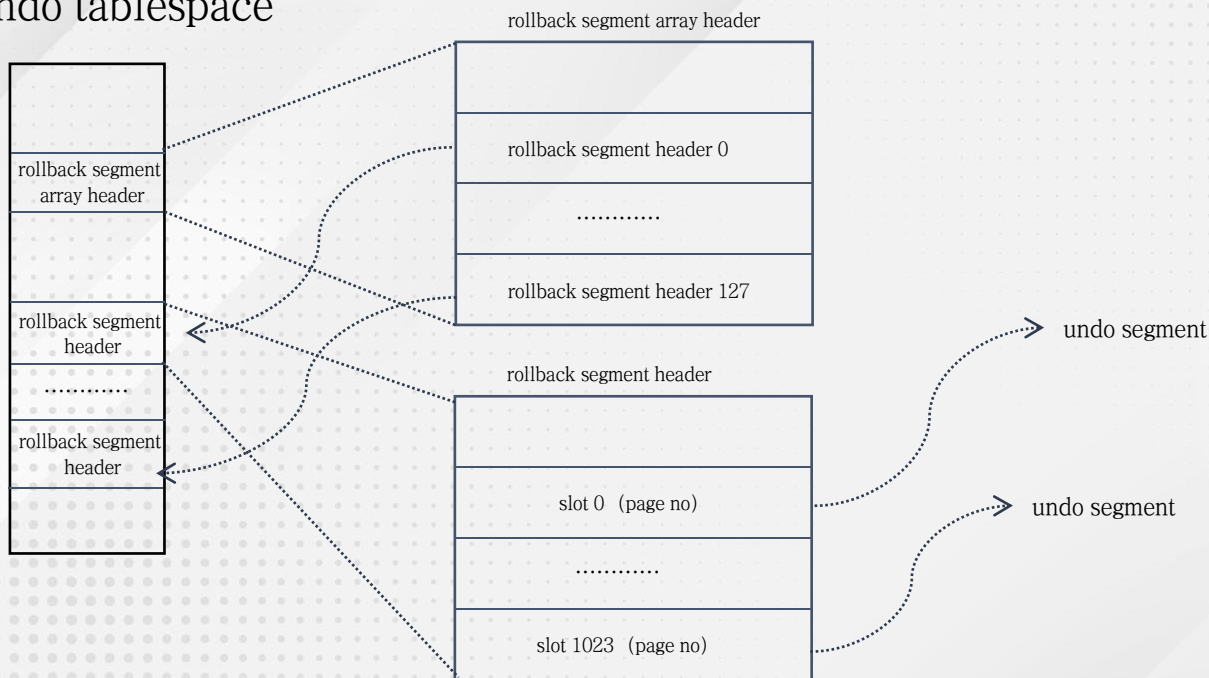 ndo tablespace
rollback segment array header
rollback segment
array header
rollback segment header 0
............
rollback segment header 127
rollback segment
header
............
rollback segment
header
rollback segment header
slot 0 (page no)
............
slot 1023 (page no)
undo segment
undo segment